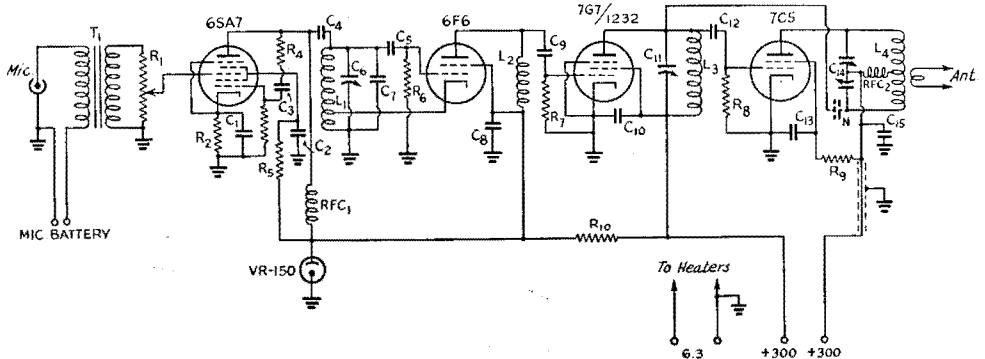 6SA7
6F6
7G7/1232
7C5
Mic.
T1
R1
R2
C1
R4
C3
R5
C2
RFC1
C4
L1
C6
C7
C5
R6
C8
L2
C9
R7
C10
C11
L3
C12
R8
C13
C14
RFC2
L4
Ant.
N
C15
R9
R10
MIC BATTERY
VR-150
To Heaters
6.3
+300
+300